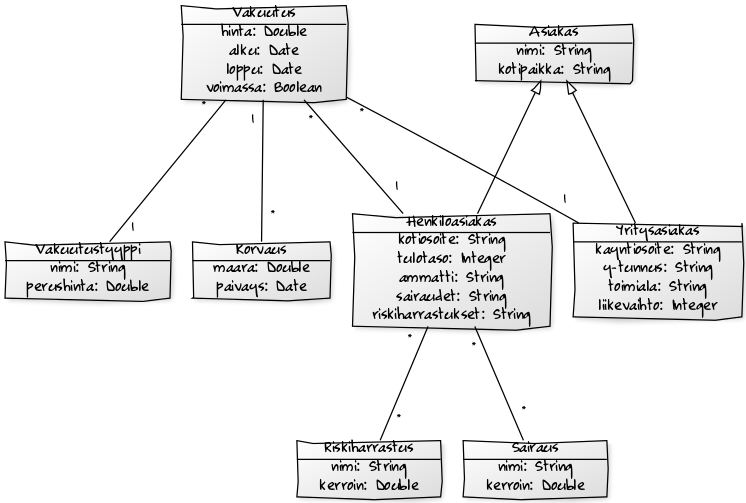 Vakuutus
hinta: Double
alku: Date
loppu: Date
voimassa: Boolean
Asiakas
nimi: String
kotipaikka: String
* 1 * *
1 * 1 1
Vakuutustyyppi
nimi: String
perushinta: Double
Korvaus
maara: Double
paivays: Date
Henkiloasiakas
kotiosoite: String
tulotaso: Integer
ammatti: String
sairaudet: String
riskiharrastukset: String
Yritysasiakas
kayntiosoite: String
y-tunnus: String
toimiala: String
liikevaihto: Integer
* *
* *
Riskiharrastus
nimi: String
kerroin: Double
Sairaus
nimi: String
kerroin: Double